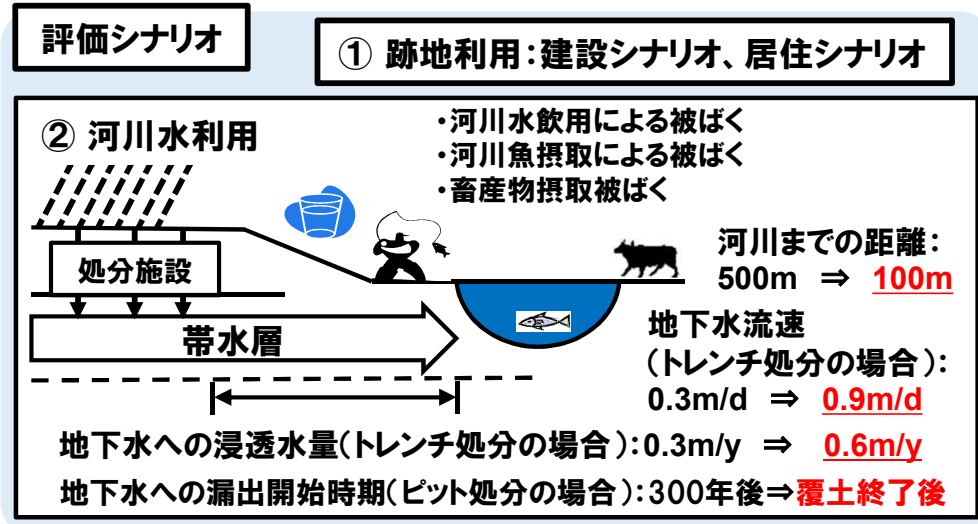 評価シナリオ
① 跡地利用：建設シナリオ、居住シナリオ
② 河川水利用
・河川水飲用による被ばく
・河川魚摂取による被ばく
・畜産物摂取被ばく
処分施設
帯水層
河川までの距離：
500m ⇒ 100m
地下水流速
（トレンチ処分の場合）：
0.3m/d ⇒ 0.9m/d
地下水への浸透水量（トレンチ処分の場合）：0.3m/y ⇒ 0.6m/y
地下水への漏出開始時期（ピット処分の場合）：300年後⇒覆土終了後